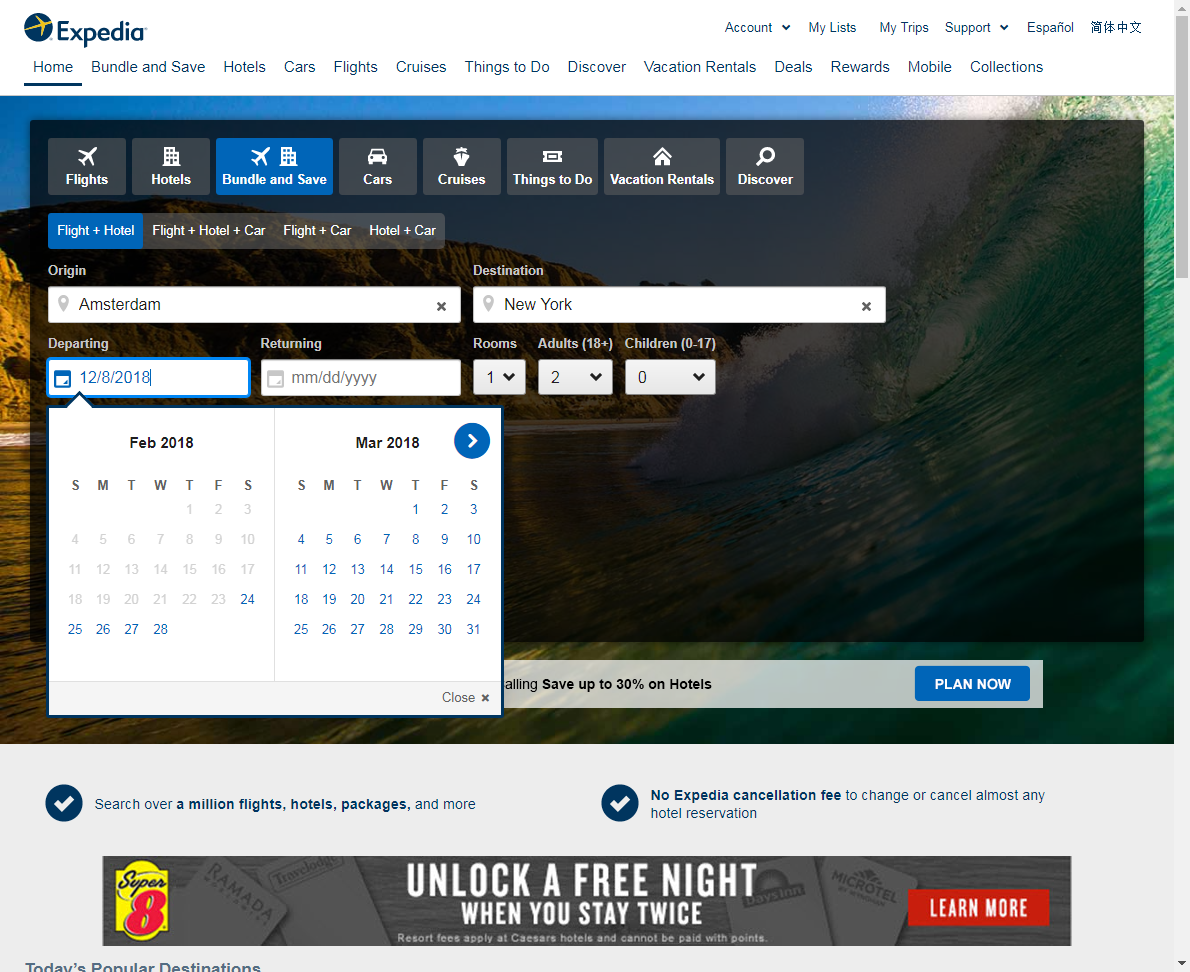 Expedia
Account My Lists My Trips Support Español 简体中文
Home Bundle and Save Hotels Cars Flights Cruises Things to Do Discover Vacation Rentals Deals Rewards Mobile Collections
Flights Hotels Bundle and Save Cars Cruises Things to Do Vacation Rentals Discover
Flight + Hotel Flight + Hotel + Car Flight + Car Hotel + Car
Origin Destination
Amsterdam New York
Departing Returning Rooms Adults (18+) Children (0-17)
12/8/2018 mm/dd/yyyy 1 2 0
Feb 2018 Mar 2018
S M T W T F S S M T W T F S
1 2 3 1 2 3
4 5 6 7 8 9 10 4 5 6 7 8 9 10
11 12 13 14 15 16 17 11 12 13 14 15 16 17
18 19 20 21 22 23 24 18 19 20 21 22 23 24
25 26 27 28 25 26 27 28 29 30 31
alling Save up to 30% on Hotels PLAN NOW
Close
Search over a million flights, hotels, packages, and more
No Expedia cancellation fee to change or cancel almost any
hotel reservation
Super 8
RAMADA
Travelodge
UNLOCK A FREE NIGHT
WHEN YOU STAY TWICE
Resort fees apply at Caesars hotels and cannot be paid with points.
Days Inn
MICROTEL
BY WYNDHAM
LEARN MORE
Today's Popular Destinations